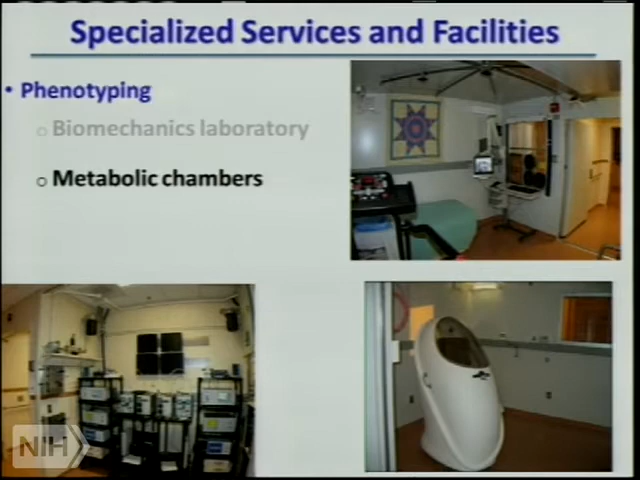 Specialized Services and Facilities
• Phenotyping
o Biomechanics laboratory
o Metabolic chambers
NIH